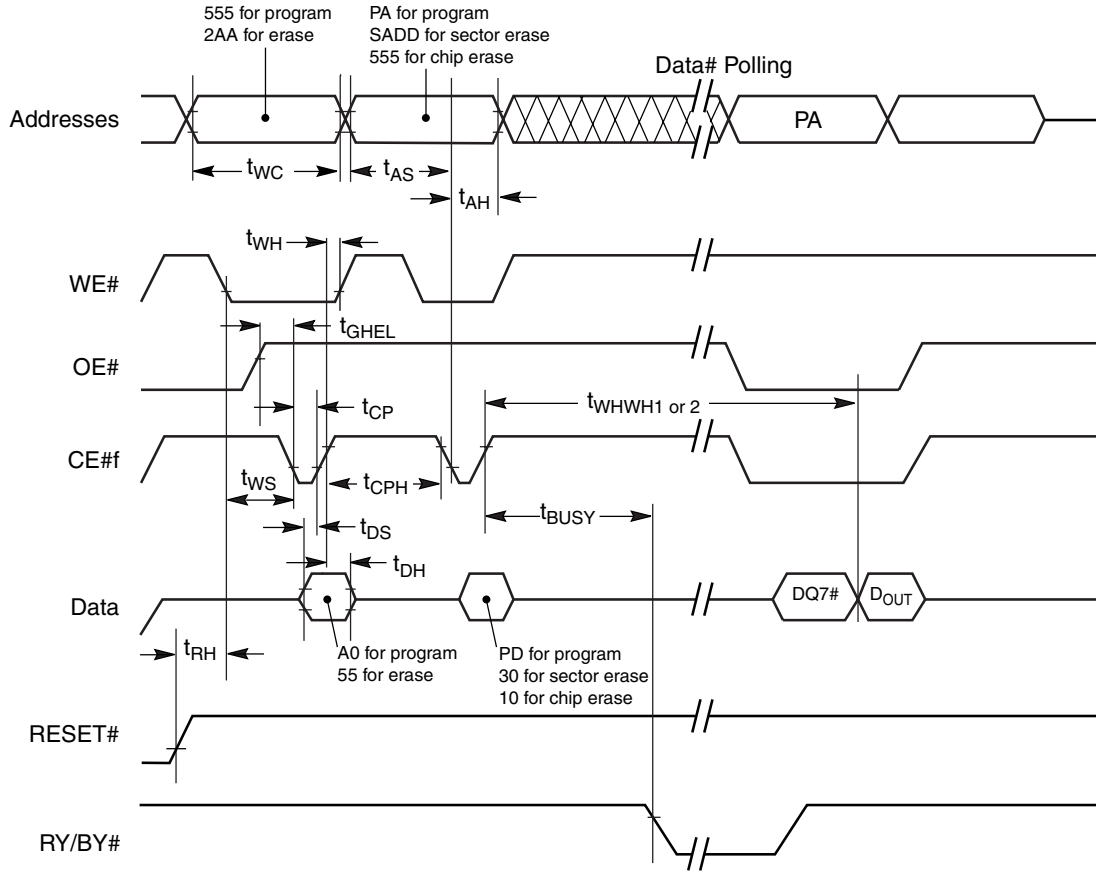 555 for program
2AA for erase
PA for program
SADD for sector erase
555 for chip erase
Data# Polling
Addresses
PA
tWC
tAS
tAH
tWH
WE#
tGHEL
OE#
tWHWH1 or 2
tCP
CE#f
tWS
tCPH
tBUSY
tDS
tDH
Data
DQ7#
DOUT
tRH
A0 for program
55 for erase
PD for program
30 for sector erase
10 for chip erase
RESET#
RY/BY#